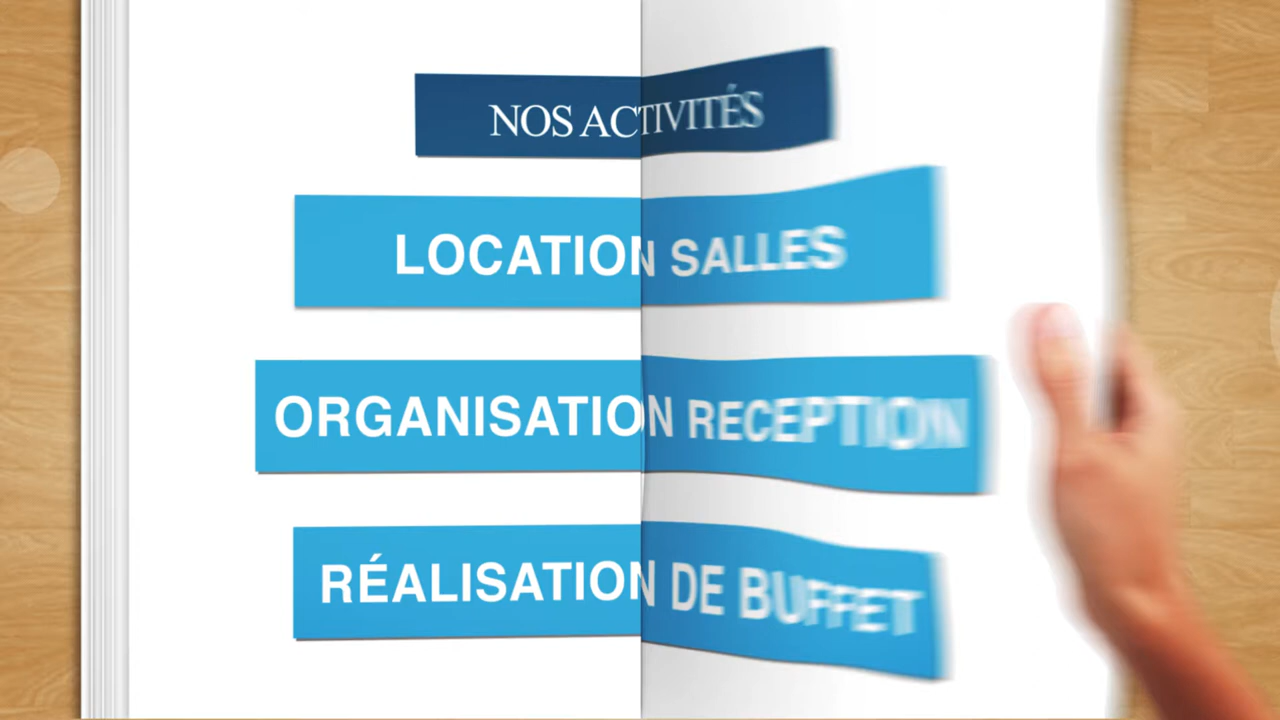 NOS ACTIVITÉS
LOCATION SALLES
ORGANISATION RECEPTION
RÉALISATION DE BUFFET